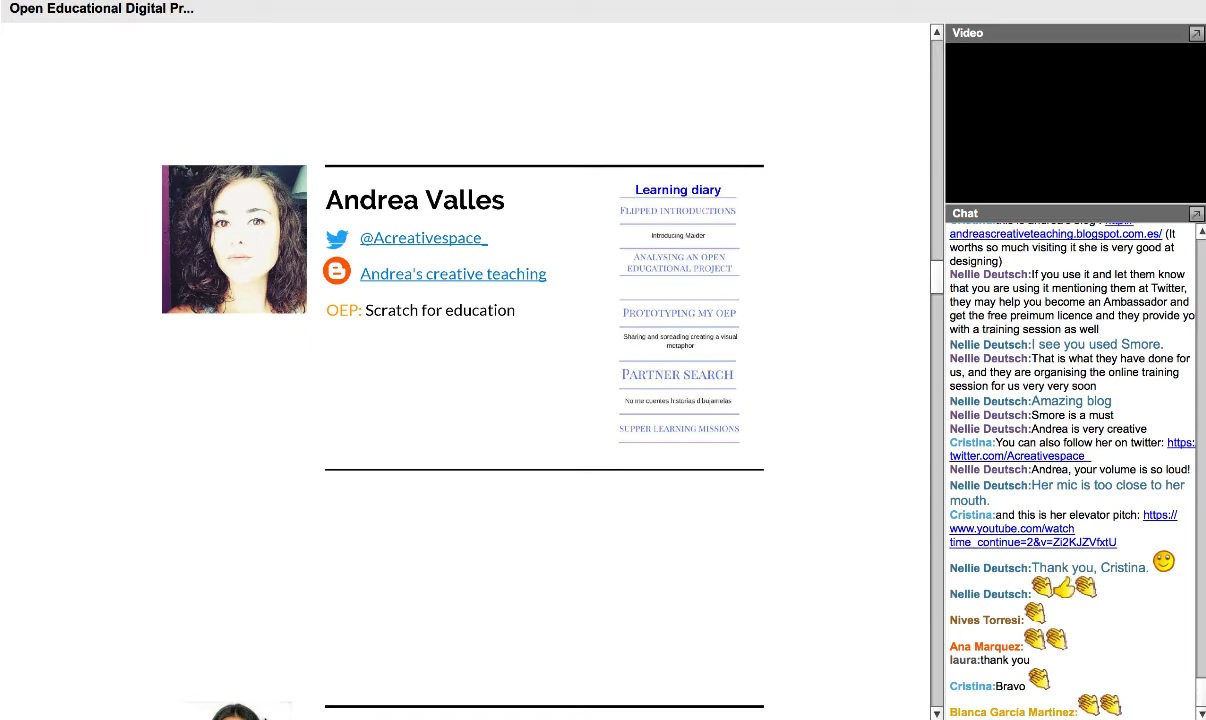 Open Educational Digital Pr...
Andrea Valles
@Acreativespace_
Andrea's creative teaching
OEP: Scratch for education
Learning diary
FLIPPED INTRODUCTIONS
Introducing Maider
ANALYSING AN OPEN
EDUCATIONAL PROJECT
PROTOTYPING MY OEP
Sharing and soreading creating a visual
metaphor
PARTNER SEARCH
No me cuentes historias dibujamelas
SUPPER LEARNING MISSIONS
Video
Chat
andreascreativeteaching.blogspot.com.es/ (It
worths so much visiting it she is very good at
designing)
Nellie Deutsch:If you use it and let them know
that you are using it mentioning them at Twitter,
they may help you become an Ambassador and
get the free preimum licence and they provide yo
with a training session as well
Nellie Deutsch:I see you used Smore.
Nellie Deutsch:That is what they have done for
us, and they are organising the online training
session for us very very soon
Nellie Deutsch:Amazing blog
Nellie Deutsch:Smore is a must
Nellie Deutsch:Andrea is very creative
Cristina:You can also follow her on twitter: https:
twitter.com/Acreativespace_
Nellie Deutsch:Andrea, your volume is so loud!
Nellie Deutsch:Her mic is too close to her
mouth.
Cristina:and this is her elevator pitch: https://
www.youtube.com/watch
time_continue=2&v=Zi2KJZVfxtU
Nellie Deutsch:Thank you, Cristina.
Nellie Deutsch:
Nives Torresi:
Ana Marquez:
laura:thank you
Cristina:Bravo
Blanca García Martínez: